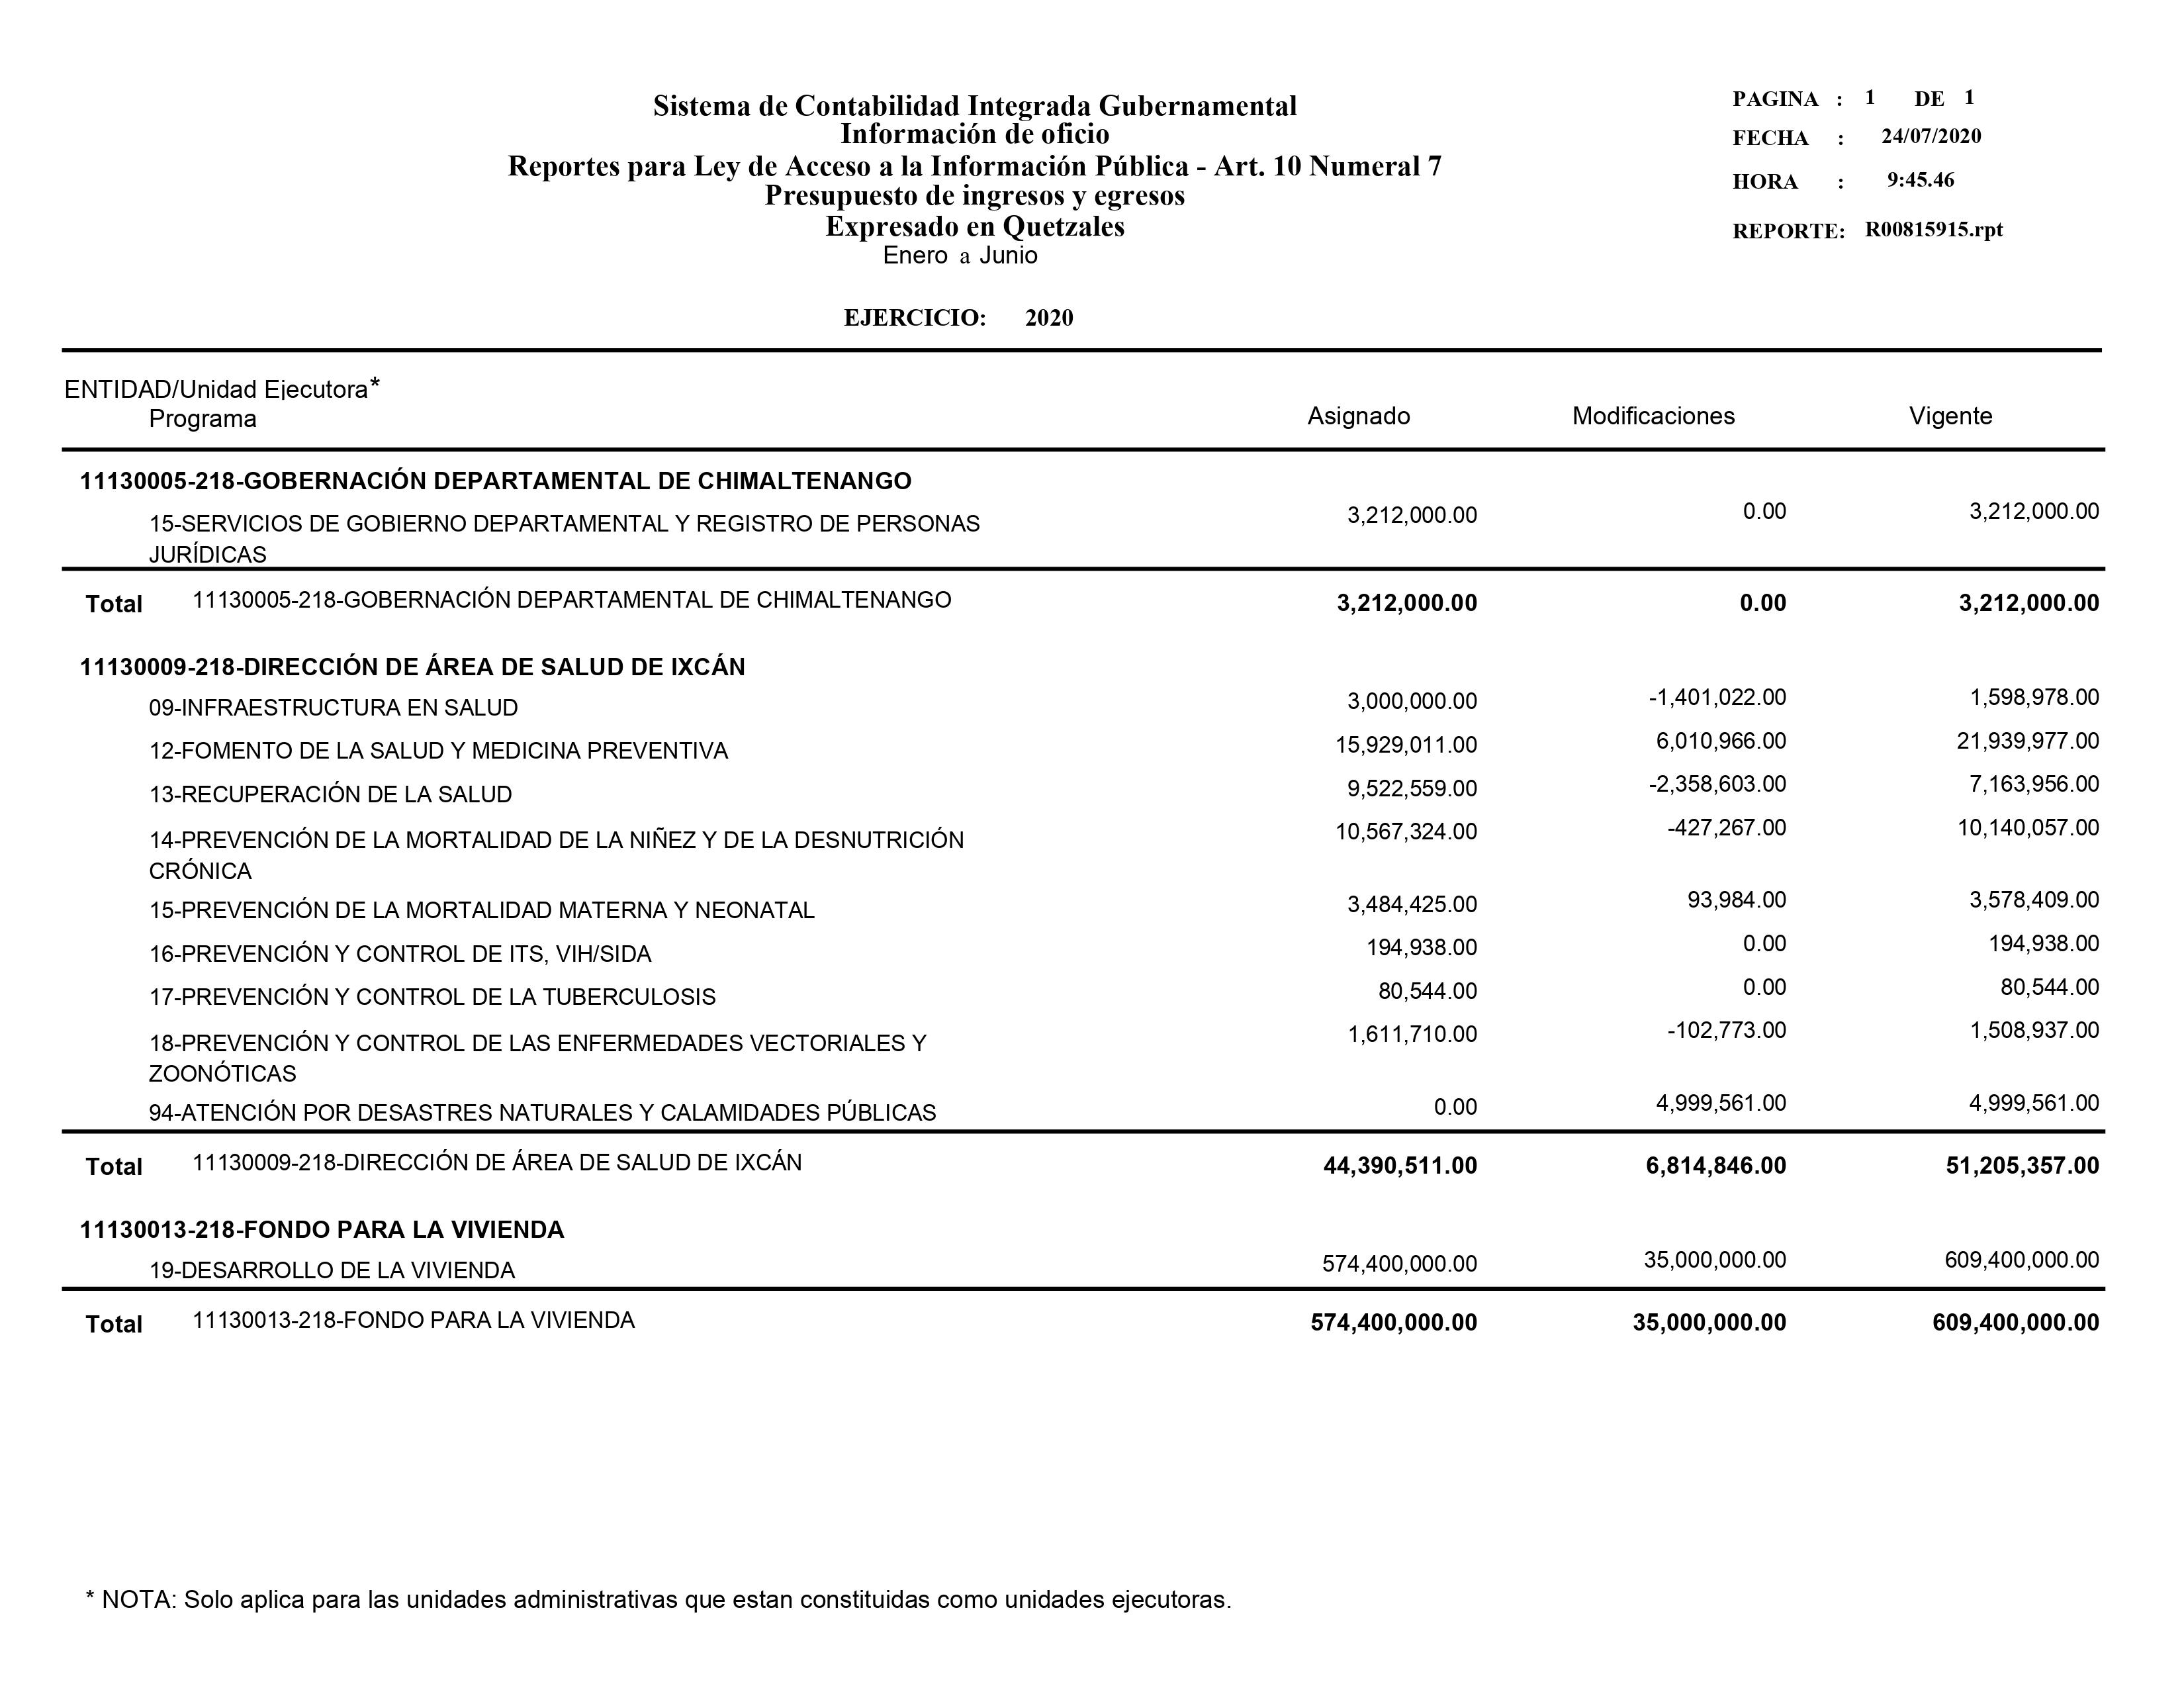 Sistema de Contabilidad Integrada Gubernamental
Información de oficio
Reportes para Ley de Acceso a la Información Pública - Art. 10 Numeral 7
Presupuesto de ingresos y egresos
Expresado en Quetzales
Enero a Junio
EJERCICIO: 2020
PAGINA : 1 DE 1
FECHA : 24/07/2020
HORA : 9:45.46
REPORTE: R00815915.rpt
ENTIDAD/Unidad Ejecutora*
Programa Asignado Modificaciones Vigente
11130005-218-GOBERNACIÓN DEPARTAMENTAL DE CHIMALTENANGO
15-SERVICIOS DE GOBIERNO DEPARTAMENTAL Y REGISTRO DE PERSONAS 3,212,000.00 0.00 3,212,000.00
JURÍDICAS
Total 11130005-218-GOBERNACIÓN DEPARTAMENTAL DE CHIMALTENANGO 3,212,000.00 0.00 3,212,000.00
11130009-218-DIRECCIÓN DE ÁREA DE SALUD DE IXCÁN
09-INFRAESTRUCTURA EN SALUD 3,000,000.00 -1,401,022.00 1,598,978.00
12-FOMENTO DE LA SALUD Y MEDICINA PREVENTIVA 15,929,011.00 6,010,966.00 21,939,977.00
13-RECUPERACIÓN DE LA SALUD 9,522,559.00 -2,358,603.00 7,163,956.00
14-PREVENCIÓN DE LA MORTALIDAD DE LA NIÑEZ Y DE LA DESNUTRICIÓN 10,567,324.00 -427,267.00 10,140,057.00
CRÓNICA
15-PREVENCIÓN DE LA MORTALIDAD MATERNA Y NEONATAL 3,484,425.00 93,984.00 3,578,409.00
16-PREVENCIÓN Y CONTROL DE ITS, VIH/SIDA 194,938.00 0.00 194,938.00
17-PREVENCIÓN Y CONTROL DE LA TUBERCULOSIS 80,544.00 0.00 80,544.00
18-PREVENCIÓN Y CONTROL DE LAS ENFERMEDADES VECTORIALES Y 1,611,710.00 -102,773.00 1,508,937.00
ZOONÓTICAS
94-ATENCIÓN POR DESASTRES NATURALES Y CALAMIDADES PÚBLICAS 0.00 4,999,561.00 4,999,561.00
Total 11130009-218-DIRECCIÓN DE ÁREA DE SALUD DE IXCÁN 44,390,511.00 6,814,846.00 51,205,357.00
11130013-218-FONDO PARA LA VIVIENDA
19-DESARROLLO DE LA VIVIENDA 574,400,000.00 35,000,000.00 609,400,000.00
Total 11130013-218-FONDO PARA LA VIVIENDA 574,400,000.00 35,000,000.00 609,400,000.00
* NOTA: Solo aplica para las unidades administrativas que estan constituidas como unidades ejecutoras.